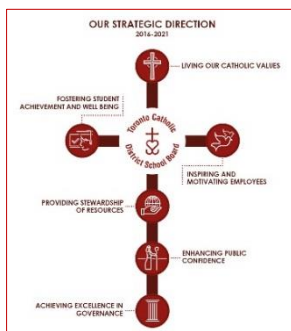 OUR STRATEGIC DIRECTION
2016-2021
LIVING OUR CATHOLIC VALUES
FOSTERING STUDENT
ACHIEVEMENT AND WELL BEING
Toronto Catholic
District School Board
INSPIRING AND
MOTIVATING EMPLOYEES
PROVIDING STEWARDSHIP
OF RESOURCES
ENHANCING PUBLIC
CONFIDENCE
ACHIEVING EXCELLENCE IN
GOVERNANCE